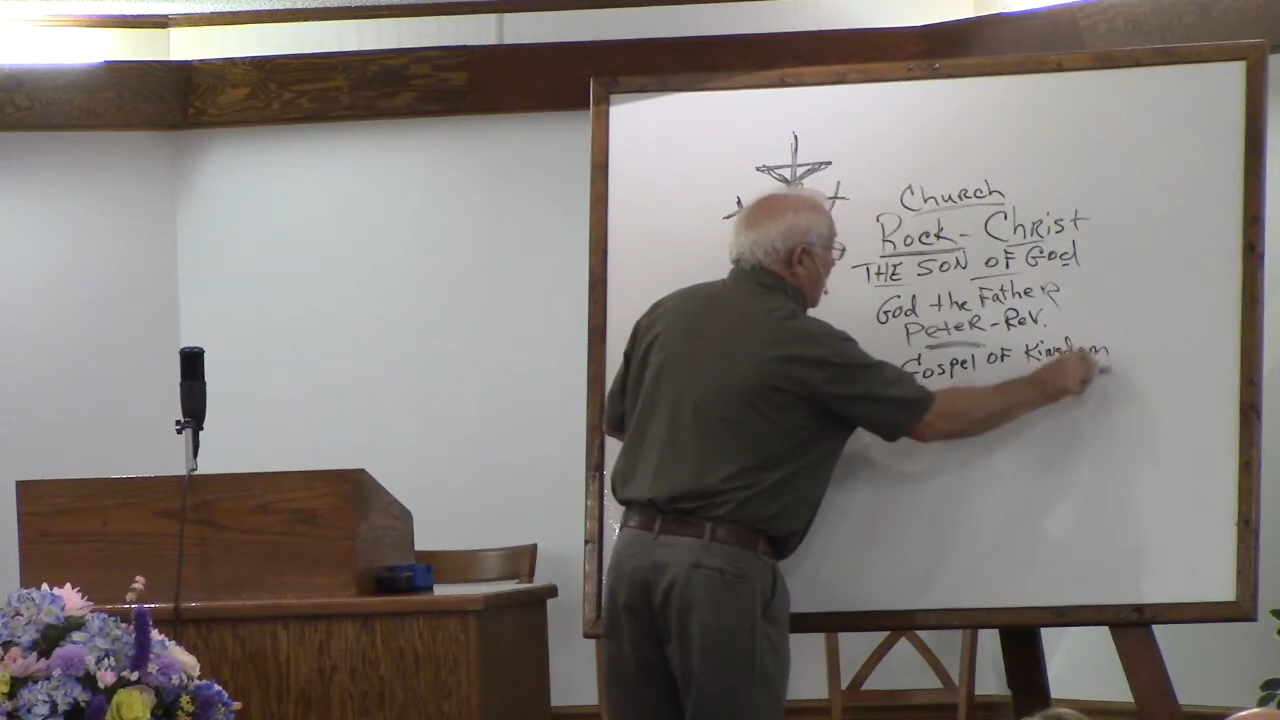 Church
Rock - Christ
THE SON OF God
God the Father
Peter - Rev.
Gospel OF Kingdom